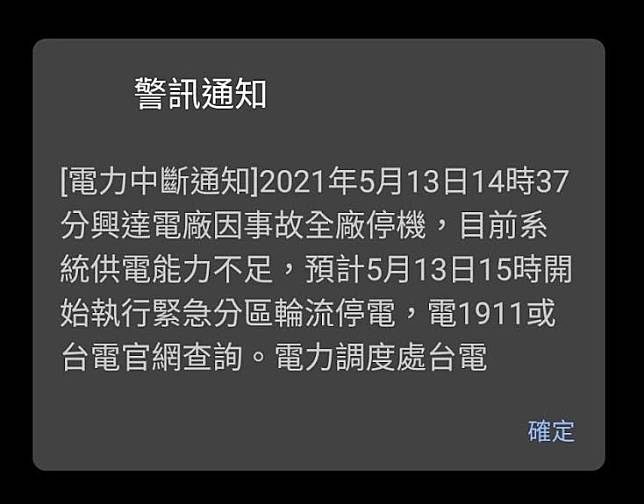 警訊通知
[電力中斷通知]2021年5月13日14時37
分興達電廠因事故全廠停機，目前系
統供電能力不足，預計5月13日15時開
始執行緊急分區輪流停電，電1911或
台電官網查詢。電力調度處台電
確定